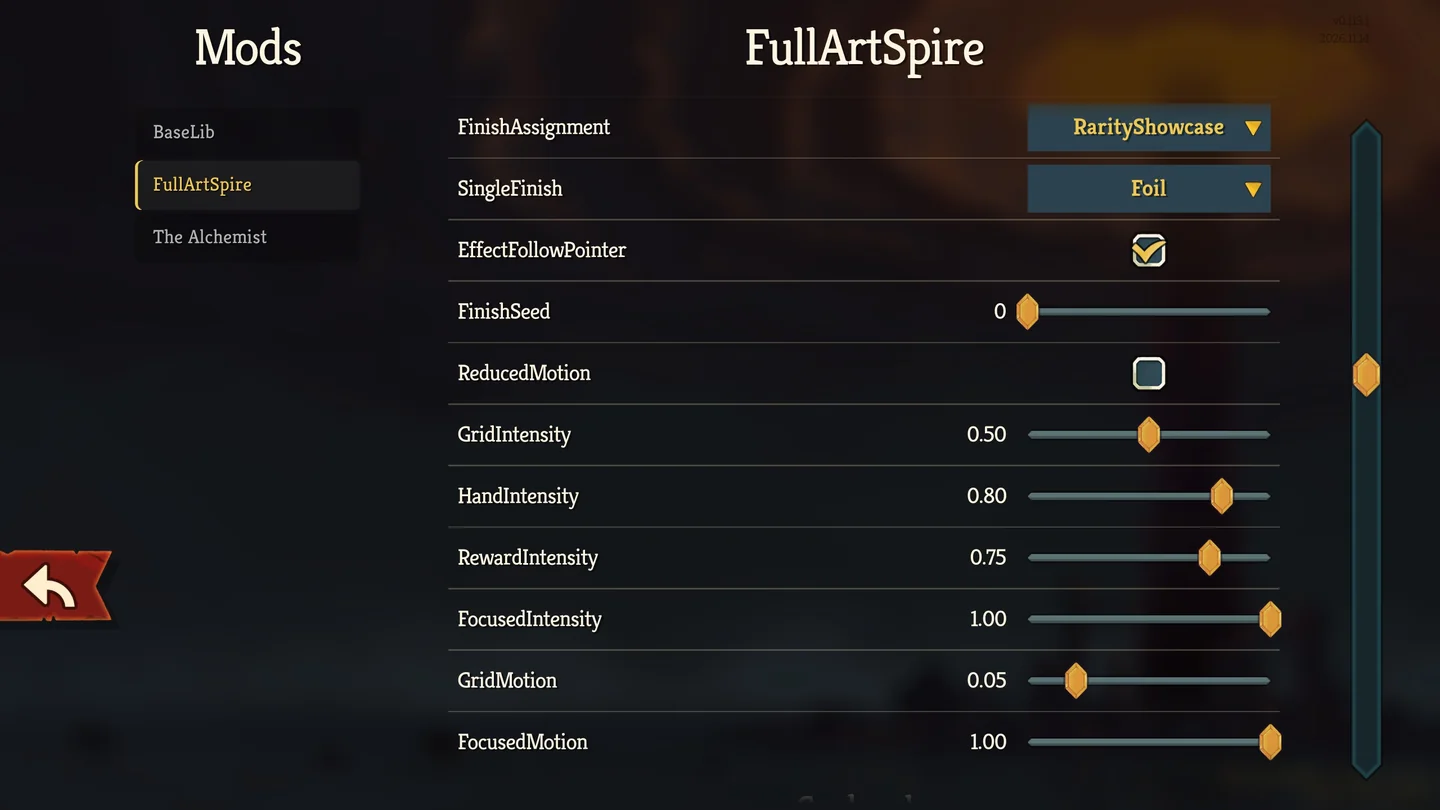 Mods
BaseLib
FullArtSpire
The Alchemist
FullArtSpire
FinishAssignment RarityShowcase
SingleFinish Foil
EffectFollowPointer
FinishSeed 0
ReducedMotion
GridIntensity 0.50
HandIntensity 0.80
RewardIntensity 0.75
FocusedIntensity 1.00
GridMotion 0.05
FocusedMotion 1.00